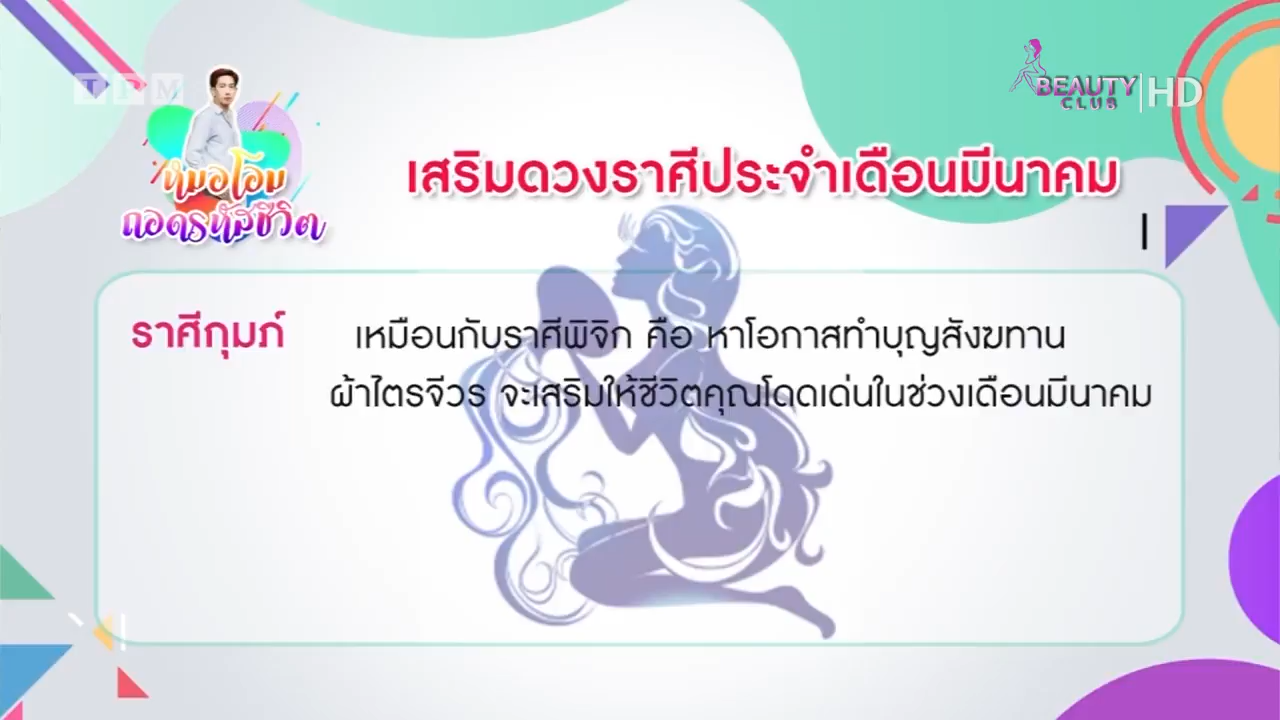 TPM
BEAUTY
CLUB
HD
หมอโอม
ถอดรหัสชีวิต
เสริมดวงราศีประจำเดือนมีนาคม
ราศีกุมภ์ เหมือนกับราศีพิจิก คือ หาโอกาสทำบุญสังฆทาน
ผ้าไตรจีวร จะเสริมให้ชีวิตคุณโดดเด่นในช่วงเดือนมีนาคม